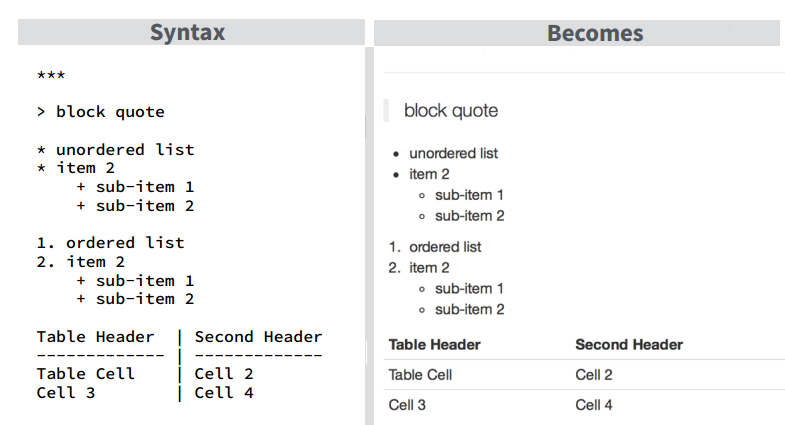 Syntax
***
> block quote
* unordered list
* item 2
    + sub-item 1
    + sub-item 2
1. ordered list
2. item 2
    + sub-item 1
    + sub-item 2
Table Header  | Second Header
------------- | -------------
Table Cell    | Cell 2
Cell 3        | Cell 4
Becomes
block quote
• unordered list
• item 2
    ◦ sub-item 1
    ◦ sub-item 2
1. ordered list
2. item 2
    ◦ sub-item 1
    ◦ sub-item 2
Table Header Second Header
Table Cell Cell 2
Cell 3 Cell 4